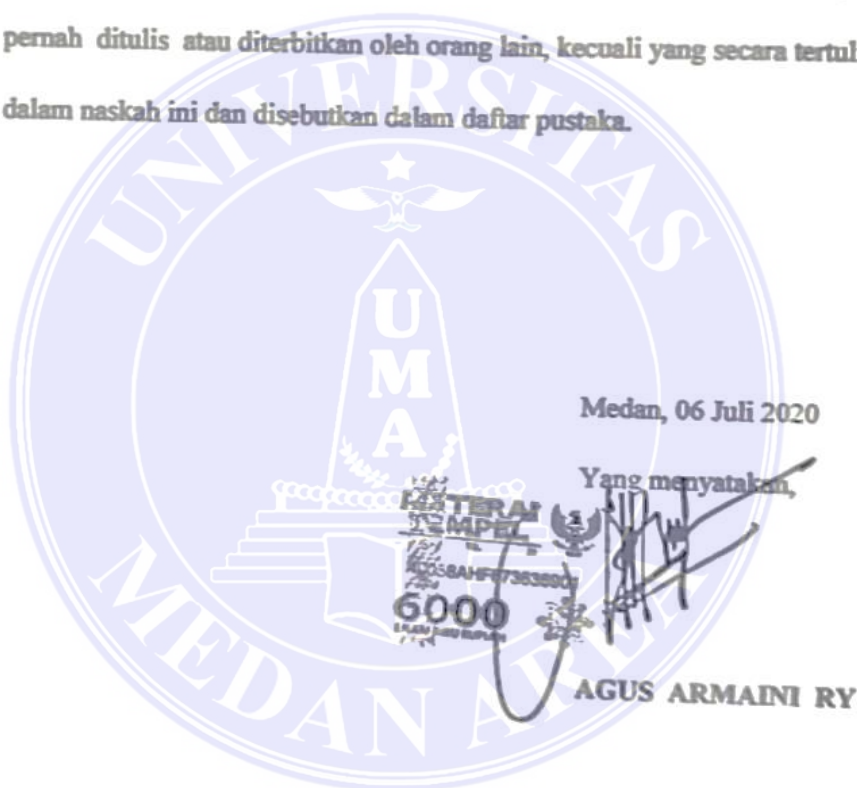 pernah ditulis atau diterbitkan oleh orang lain, kecuali yang secara tertul
dalam naskah ini dan disebutkan dalam daftar pustaka.
UNIVERSITAS
UMA
MEDAN AREA
Medan, 06 Juli 2020
Yang menyatakan,
TEMPEL
6000
AGUS ARMAINI RY